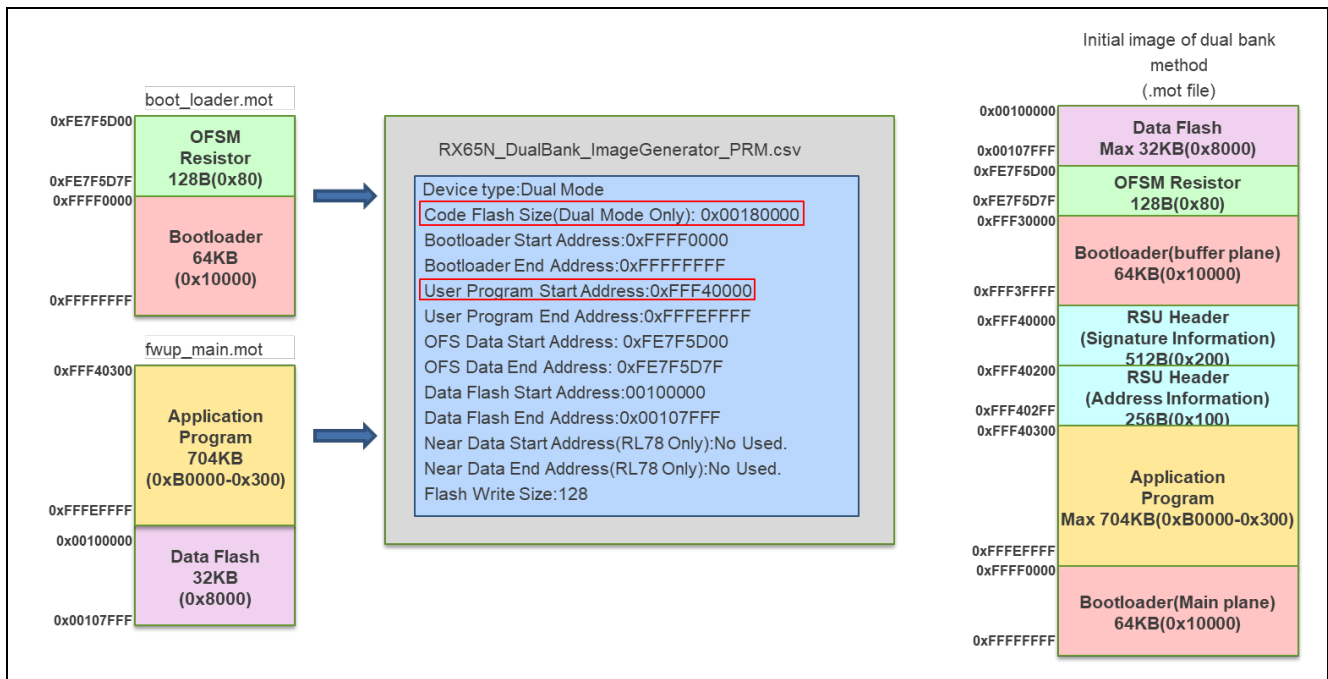 boot_loader.mot
0xFE7F5D00
OFSM
Resistor
128B(0x80)
0xFE7F5D7F
0xFFFF0000
Bootloader
64KB
(0x10000)
0xFFFFFFFF
fwup_main.mot
0xFFF40300
Application
Program
704KB
(0xB0000-0x300)
0xFFFEFFFF
0x00100000
Data Flash
32KB
(0x8000)
0x00107FFF
RX65N_DualBank_ImageGenerator_PRM.csv
Device type:Dual Mode
Code Flash Size(Dual Mode Only): 0x00180000
Bootloader Start Address:0xFFFF0000
Bootloader End Address:0xFFFFFFFF
User Program Start Address:0xFFF40000
User Program End Address:0xFFFEFFFF
OFS Data Start Address: 0xFE7F5D00
OFS Data End Address: 0xFE7F5D7F
Data Flash Start Address:00100000
Data Flash End Address:0x00107FFF
Near Data Start Address(RL78 Only):No Used.
Near Data End Address(RL78 Only):No Used.
Flash Write Size:128
Initial image of dual bank
method
(.mot file)
0x00100000
Data Flash
Max 32KB(0x8000)
0x00107FFF
0xFE7F5D00
OFSM Resistor
128B(0x80)
0xFE7F5D7F
0xFFF30000
Bootloader(buffer plane)
64KB(0x10000)
0xFFF3FFFF
0xFFF40000
RSU Header
(Signature Information)
512B(0x200)
0xFFF40200
RSU Header
(Address Information)
256B(0x100)
0xFFF402FF
0xFFF40300
Application
Program
Max 704KB(0xB0000-0x300)
0xFFFEFFFF
0xFFFF0000
Bootloader(Main plane)
64KB(0x10000)
0xFFFFFFFF